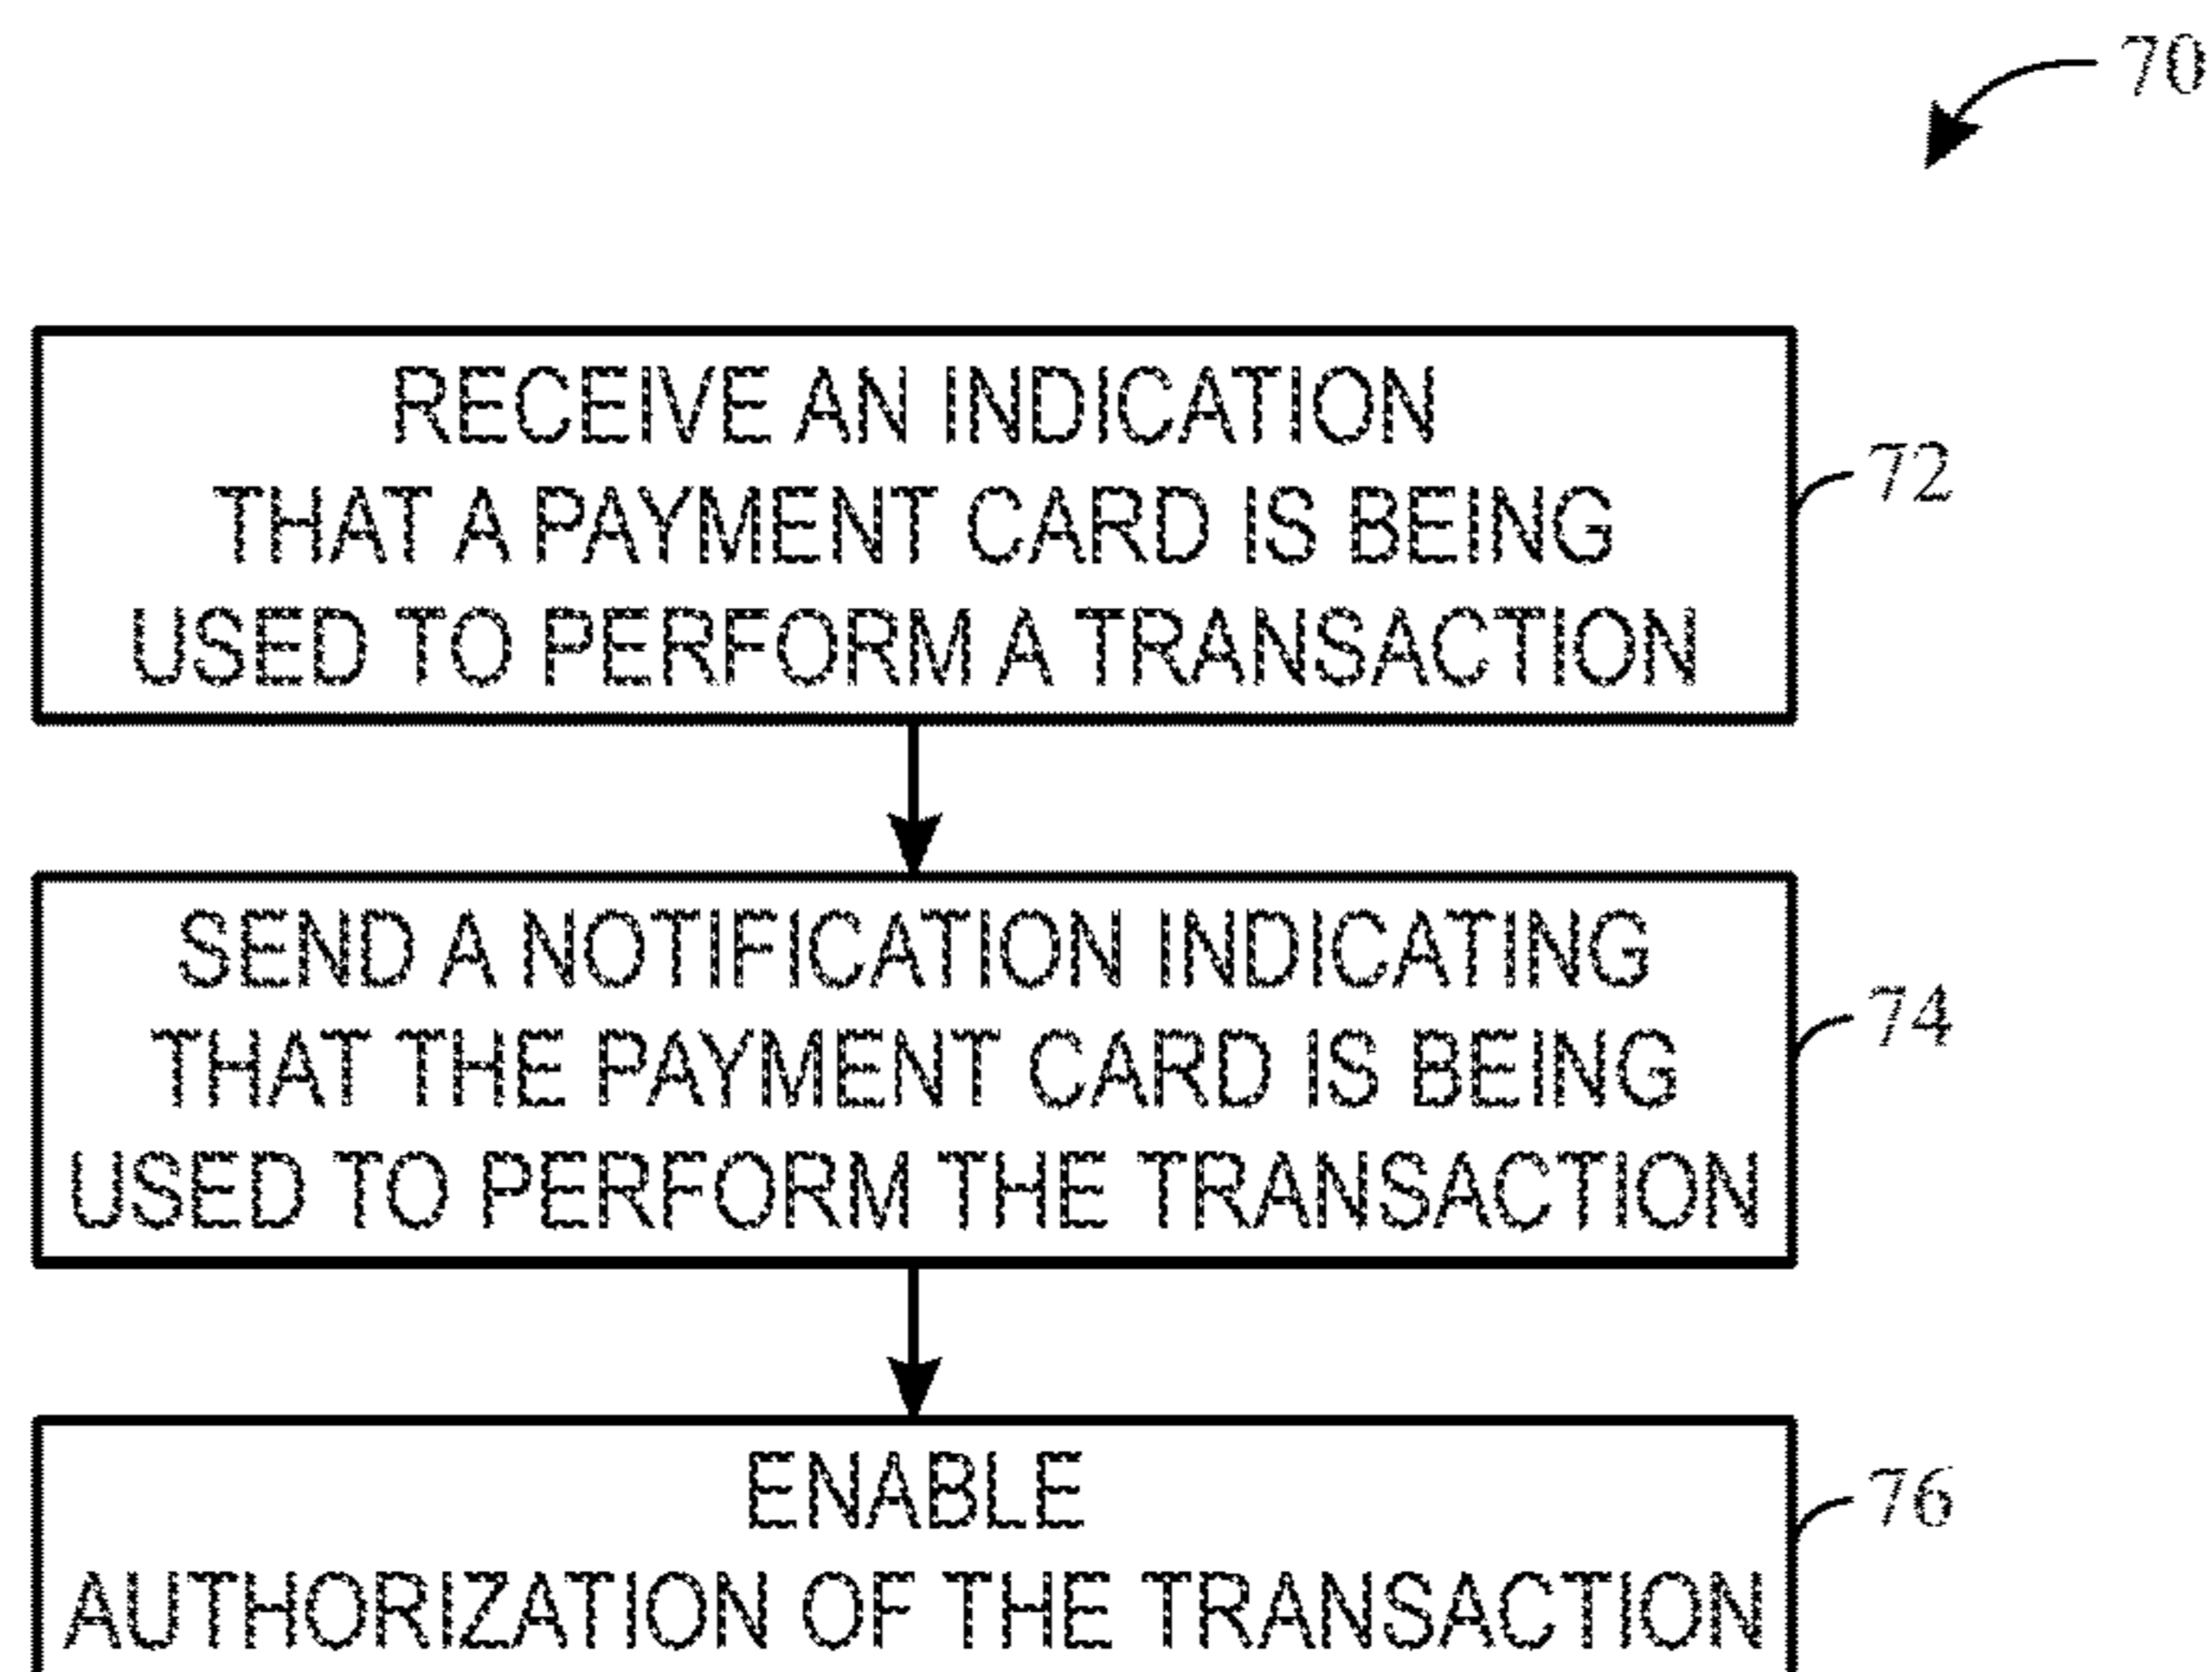 70
RECEIVE AN INDICATION
THAT A PAYMENT CARD IS BEING
USED TO PERFORM A TRANSACTION
72
SEND A NOTIFICATION INDICATING
THAT THE PAYMENT CARD IS BEING
USED TO PERFORM THE TRANSACTION
74
ENABLE
AUTHORIZATION OF THE TRANSACTION
76